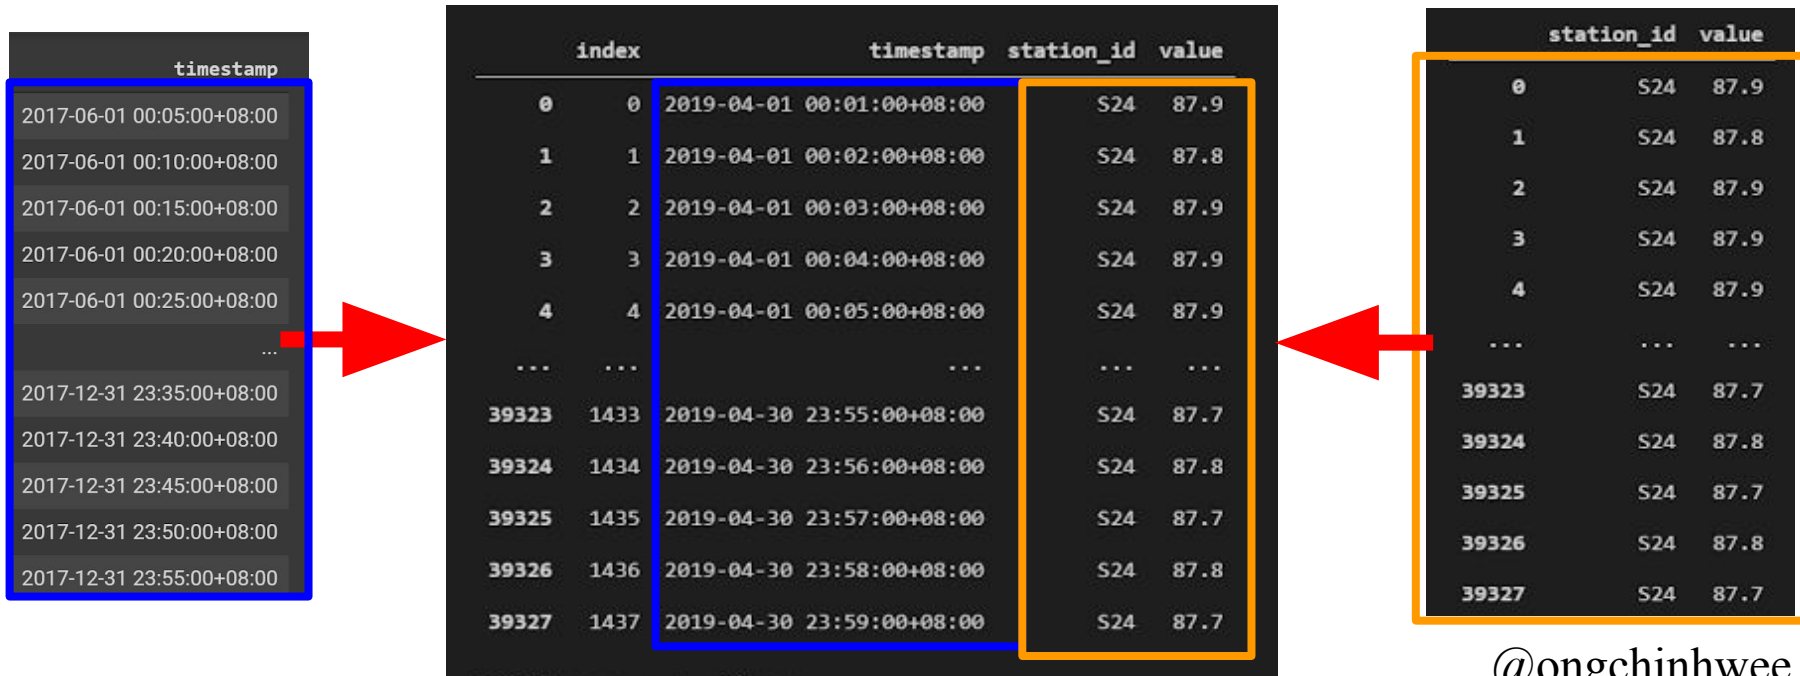 timestamp
2017-06-01 00:05:00+08:00
2017-06-01 00:10:00+08:00
2017-06-01 00:15:00+08:00
2017-06-01 00:20:00+08:00
2017-06-01 00:25:00+08:00
...
2017-12-31 23:35:00+08:00
2017-12-31 23:40:00+08:00
2017-12-31 23:45:00+08:00
2017-12-31 23:50:00+08:00
2017-12-31 23:55:00+08:00
index timestamp station_id value
0 0 2019-04-01 00:01:00+08:00 S24 87.9
1 1 2019-04-01 00:02:00+08:00 S24 87.8
2 2 2019-04-01 00:03:00+08:00 S24 87.9
3 3 2019-04-01 00:04:00+08:00 S24 87.9
4 4 2019-04-01 00:05:00+08:00 S24 87.9
... ... ... ... ...
39323 1433 2019-04-30 23:55:00+08:00 S24 87.7
39324 1434 2019-04-30 23:56:00+08:00 S24 87.8
39325 1435 2019-04-30 23:57:00+08:00 S24 87.7
39326 1436 2019-04-30 23:58:00+08:00 S24 87.8
39327 1437 2019-04-30 23:59:00+08:00 S24 87.7
station_id value
0 S24 87.9
1 S24 87.8
2 S24 87.9
3 S24 87.9
4 S24 87.9
... ... ...
39323 S24 87.7
39324 S24 87.8
39325 S24 87.7
39326 S24 87.8
39327 S24 87.7
@ongchinhwee